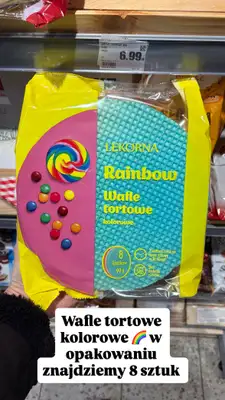 6.99
LEKORNA
Rainbow
Wafle
tortowe
kolorowe
8
Wafle tortowe
kolorowe 🌈 w
opakowaniu
znajdziemy 8 sztuk